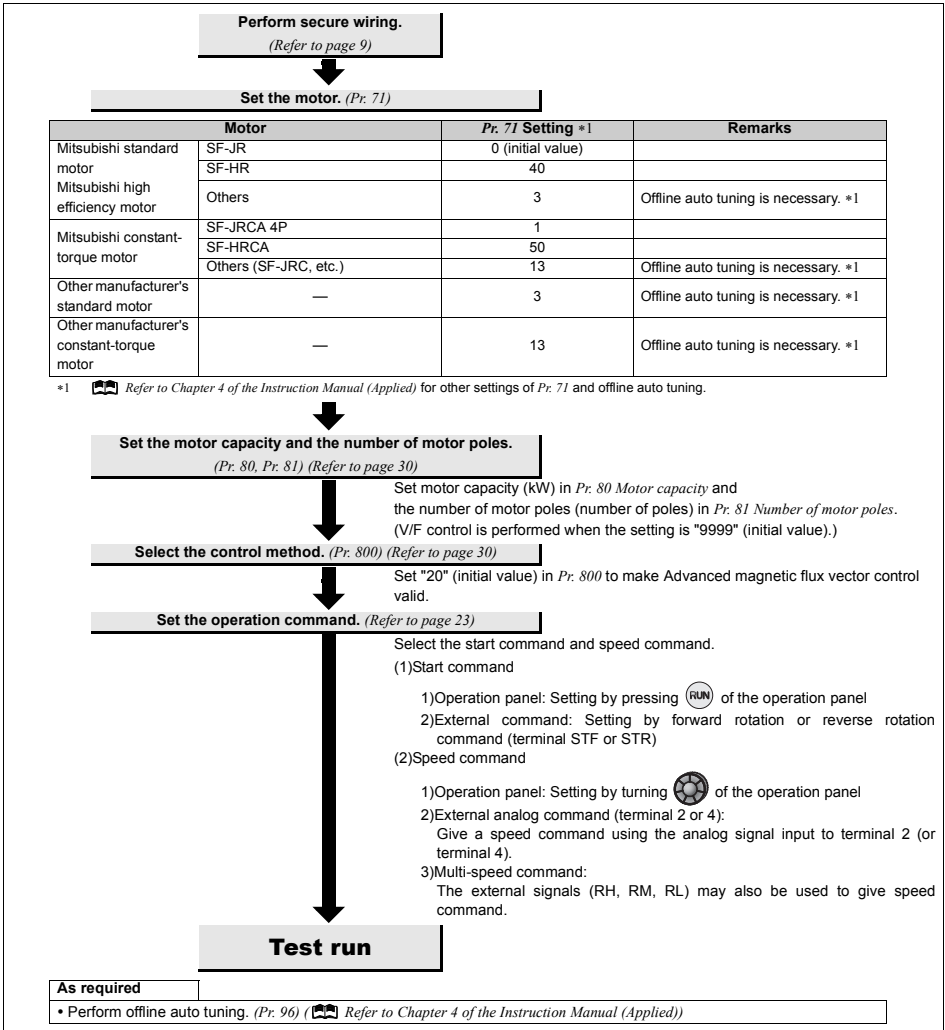 Perform secure wiring.
(Refer to page 9)
Set the motor. (Pr. 71)
Motor Pr. 71 Setting *1 Remarks
Mitsubishi standard motor
Mitsubishi high efficiency motor
SF-JR 0 (initial value)
SF-HR 40
Others 3 Offline auto tuning is necessary. *1
Mitsubishi constant-torque motor
SF-JRCA 4P 1
SF-HRCA 50
Others (SF-JRC, etc.) 13 Offline auto tuning is necessary. *1
Other manufacturer's standard motor — 3 Offline auto tuning is necessary. *1
Other manufacturer's constant-torque motor — 13 Offline auto tuning is necessary. *1
*1 Refer to Chapter 4 of the Instruction Manual (Applied) for other settings of Pr. 71 and offline auto tuning.
Set the motor capacity and the number of motor poles.
(Pr. 80, Pr. 81) (Refer to page 30)
Set motor capacity (kW) in Pr. 80 Motor capacity and
the number of motor poles (number of poles) in Pr. 81 Number of motor poles.
(V/F control is performed when the setting is "9999" (initial value).)
Select the control method. (Pr. 800) (Refer to page 30)
Set "20" (initial value) in Pr. 800 to make Advanced magnetic flux vector control
valid.
Set the operation command. (Refer to page 23)
Select the start command and speed command.
(1)Start command
1)Operation panel: Setting by pressing RUN of the operation panel
2)External command: Setting by forward rotation or reverse rotation
command (terminal STF or STR)
(2)Speed command
1)Operation panel: Setting by turning of the operation panel
2)External analog command (terminal 2 or 4):
Give a speed command using the analog signal input to terminal 2 (or
terminal 4).
3)Multi-speed command:
The external signals (RH, RM, RL) may also be used to give speed
command.
Test run
As required
• Perform offline auto tuning. (Pr. 96) ( Refer to Chapter 4 of the Instruction Manual (Applied))